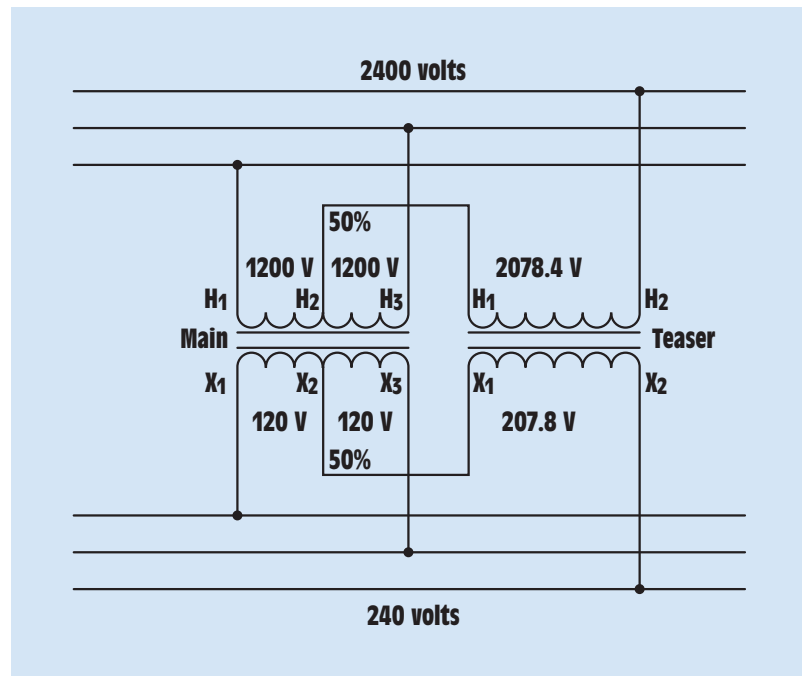 2400 volts
50%
1200 V 1200 V 2078.4 V
H1 H2 H3 H1 H2
Main Teaser
X1 X2 X3 X1 X2
120 V 120 V 207.8 V
50%
240 volts